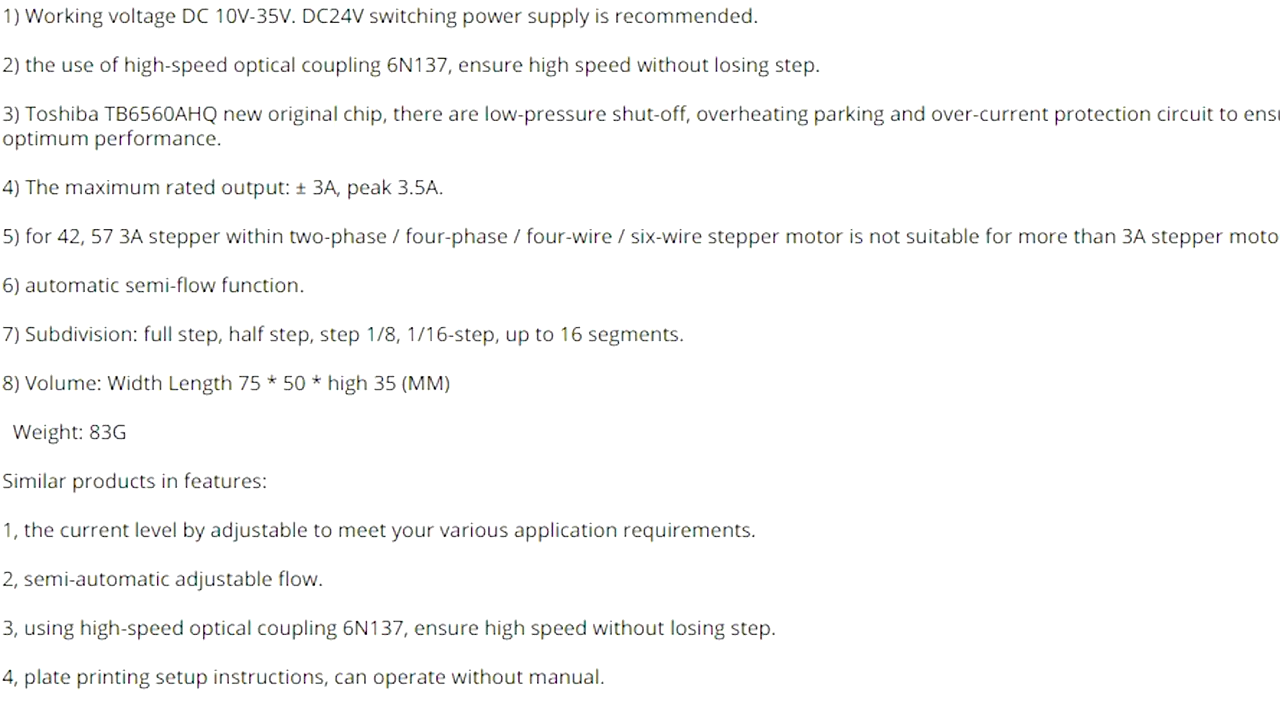 1) Working voltage DC 10V-35V. DC24V switching power supply is recommended.
2) the use of high-speed optical coupling 6N137, ensure high speed without losing step.
3) Toshiba TB6560AHQ new original chip, there are low-pressure shut-off, overheating parking and over-current protection circuit to
optimum performance.
4) The maximum rated output: ± 3A, peak 3.5A.
5) for 42, 57 3A stepper within two-phase / four-phase / four-wire / six-wire stepper motor is not suitable for more than 3A stepper
6) automatic semi-flow function.
7) Subdivision: full step, half step, step 1/8, 1/16-step, up to 16 segments.
8) Volume: Width Length 75 * 50 * high 35 (MM)
Weight: 83G
Similar products in features:
1, the current level by adjustable to meet your various application requirements.
2, semi-automatic adjustable flow.
3, using high-speed optical coupling 6N137, ensure high speed without losing step.
4, plate printing setup instructions, can operate without manual.